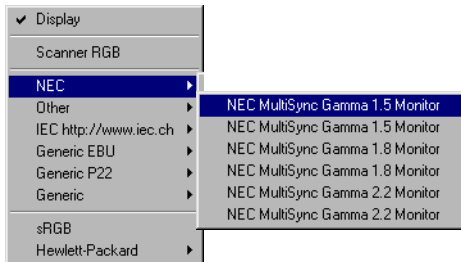 Display
Scanner RGB
NEC
Other
IEC http://www.iec.ch
Generic EBU
Generic P22
Generic
sRGB
Hewlett-Packard
NEC MultiSync Gamma 1.5 Monitor
NEC MultiSync Gamma 1.5 Monitor
NEC MultiSync Gamma 1.8 Monitor
NEC MultiSync Gamma 1.8 Monitor
NEC MultiSync Gamma 2.2 Monitor
NEC MultiSync Gamma 2.2 Monitor